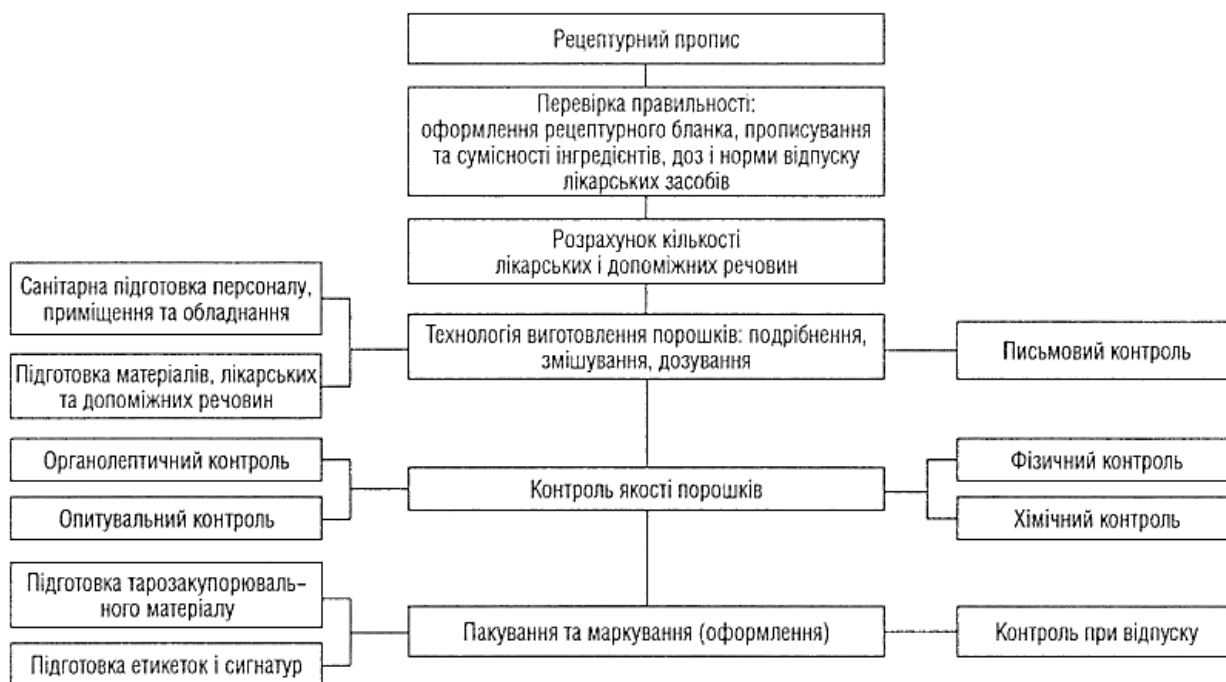 Рецептурний пропис
Перевірка правильності:
оформлення рецептурного бланка, прописування
та сумісності інгредієнтів, доз і норми відпуску
лікарських засобів
Розрахунок кількості
лікарських і допоміжних речовин
Санітарна підготовка персоналу,
приміщення та обладнання
Підготовка матеріалів, лікарських
та допоміжних речовин
Технологія виготовлення порошків: подрібнення,
змішування, дозування
Письмовий контроль
Органолептичний контроль
Опитувальний контроль
Контроль якості порошків
Фізичний контроль
Хімічний контроль
Підготовка тарозакупорюваль-
ного матеріалу
Підготовка етикеток і сигнатур
Пакування та маркування (оформлення)
Контроль при відпуску